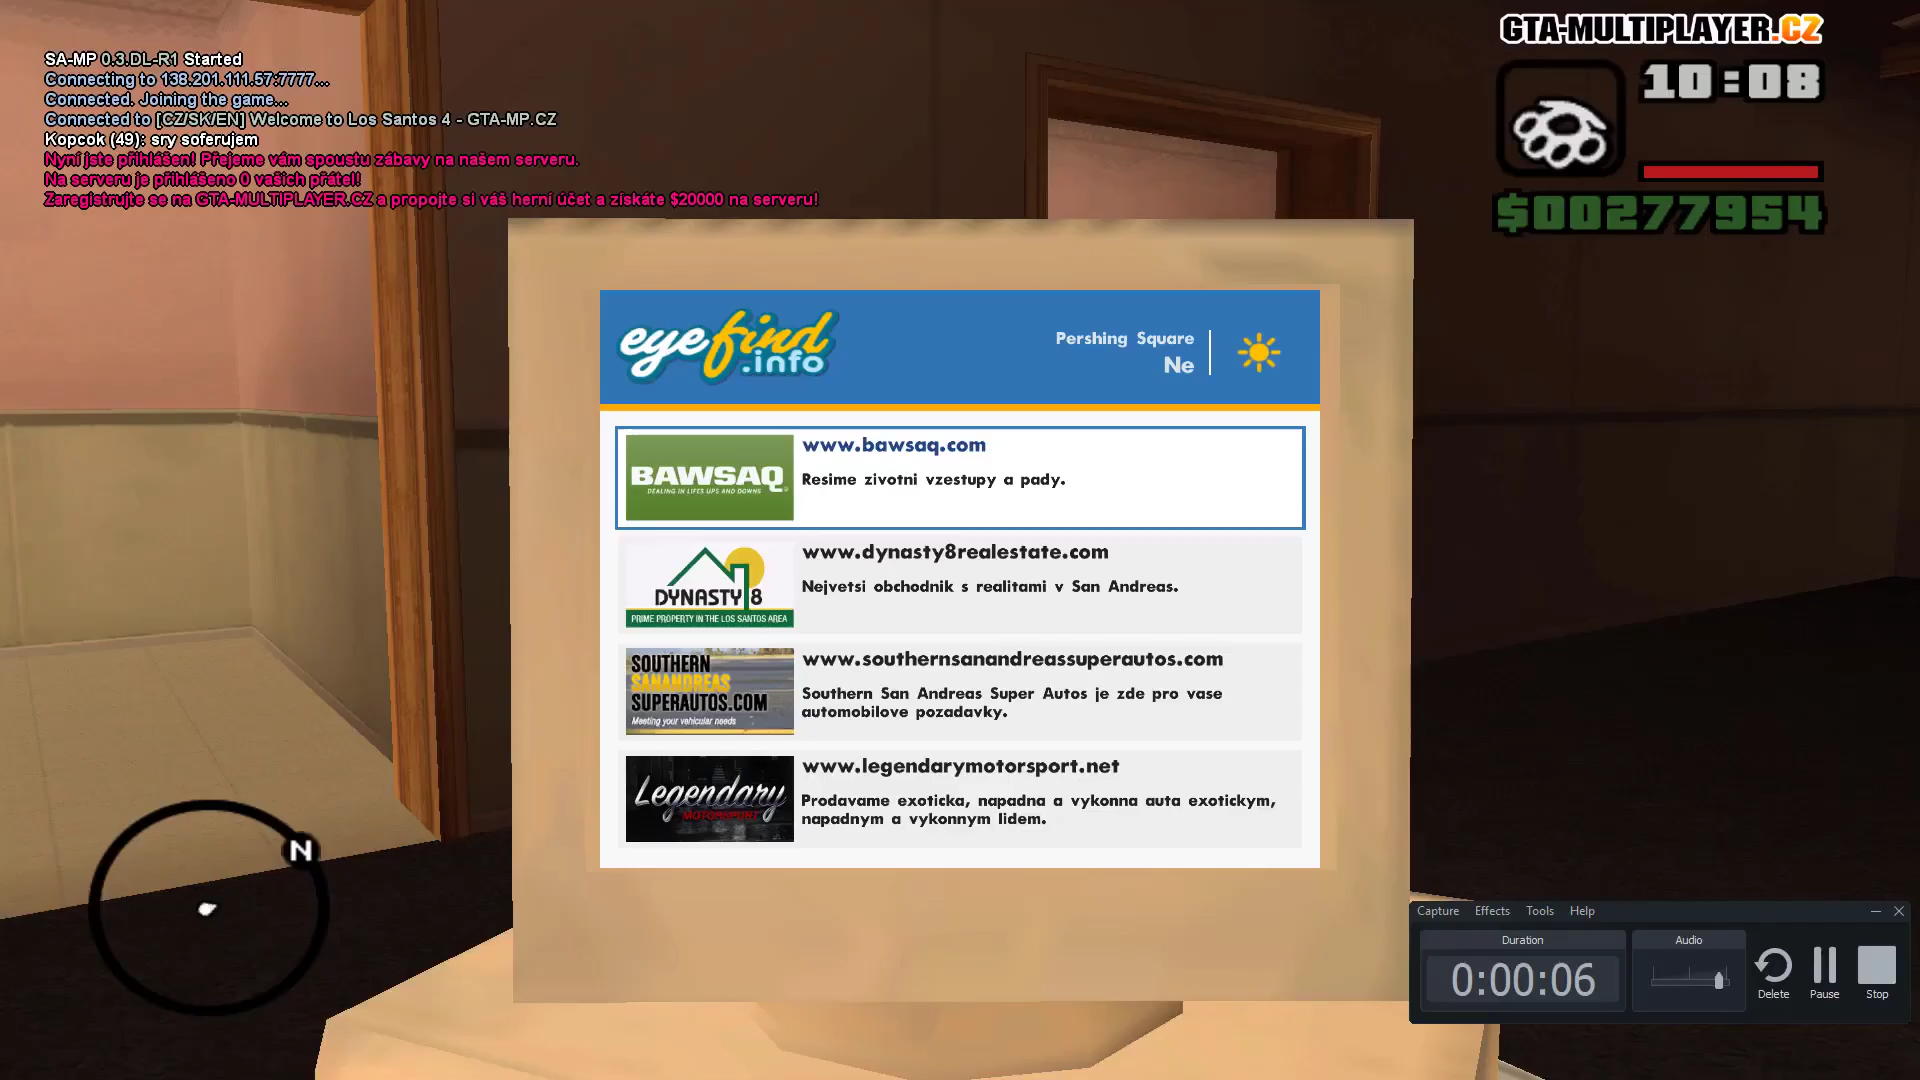 SA-MP 0.3.DL-R1 Started
Connecting to 138.201.111.57:7777...
Connected. Joining the game...
Connected to [CZ/SK/EN] Welcome to Los Santos 4 - GTA-MP.CZ
Kopcok (49): sry soferujem
Nyní jste přihlášen! Přejeme vám spoustu zábavy na našem serveru.
Na serveru je přihlášeno 0 vašich přátel!
Zaregistrujte se na GTA-MULTIPLAYER.CZ a propojte si váš herní účet a získáte $20000 na serveru!
GTA-MULTIPLAYER.CZ
10:08
$00277954
eyefind.info
Pershing Square
Ne
BAWSAQ
DEALING IN LIFES UPS AND DOWNS
www.bawsaq.com
Resime zivotni vzestupy a pady.
DYNASTY 8
PRIME PROPERTY IN THE LOS SANTOS AREA
www.dynasty8realestate.com
Nejvetsi obchodnik s realitami v San Andreas.
SOUTHERN
SANANDREAS
SUPERAUTOS.COM
Meeting your vehicular needs
www.southernsanandreassuperautos.com
Southern San Andreas Super Autos je zde pro vase
automobilove pozadavky.
Legendary
MOTORSPORT
www.legendarymotorsport.net
Prodavame exoticka, napadna a vykonna auta exotickym,
napadnym a vykonnym lidem.
N
Capture Effects Tools Help
Duration
0:00:06
Audio
Delete
Pause
Stop